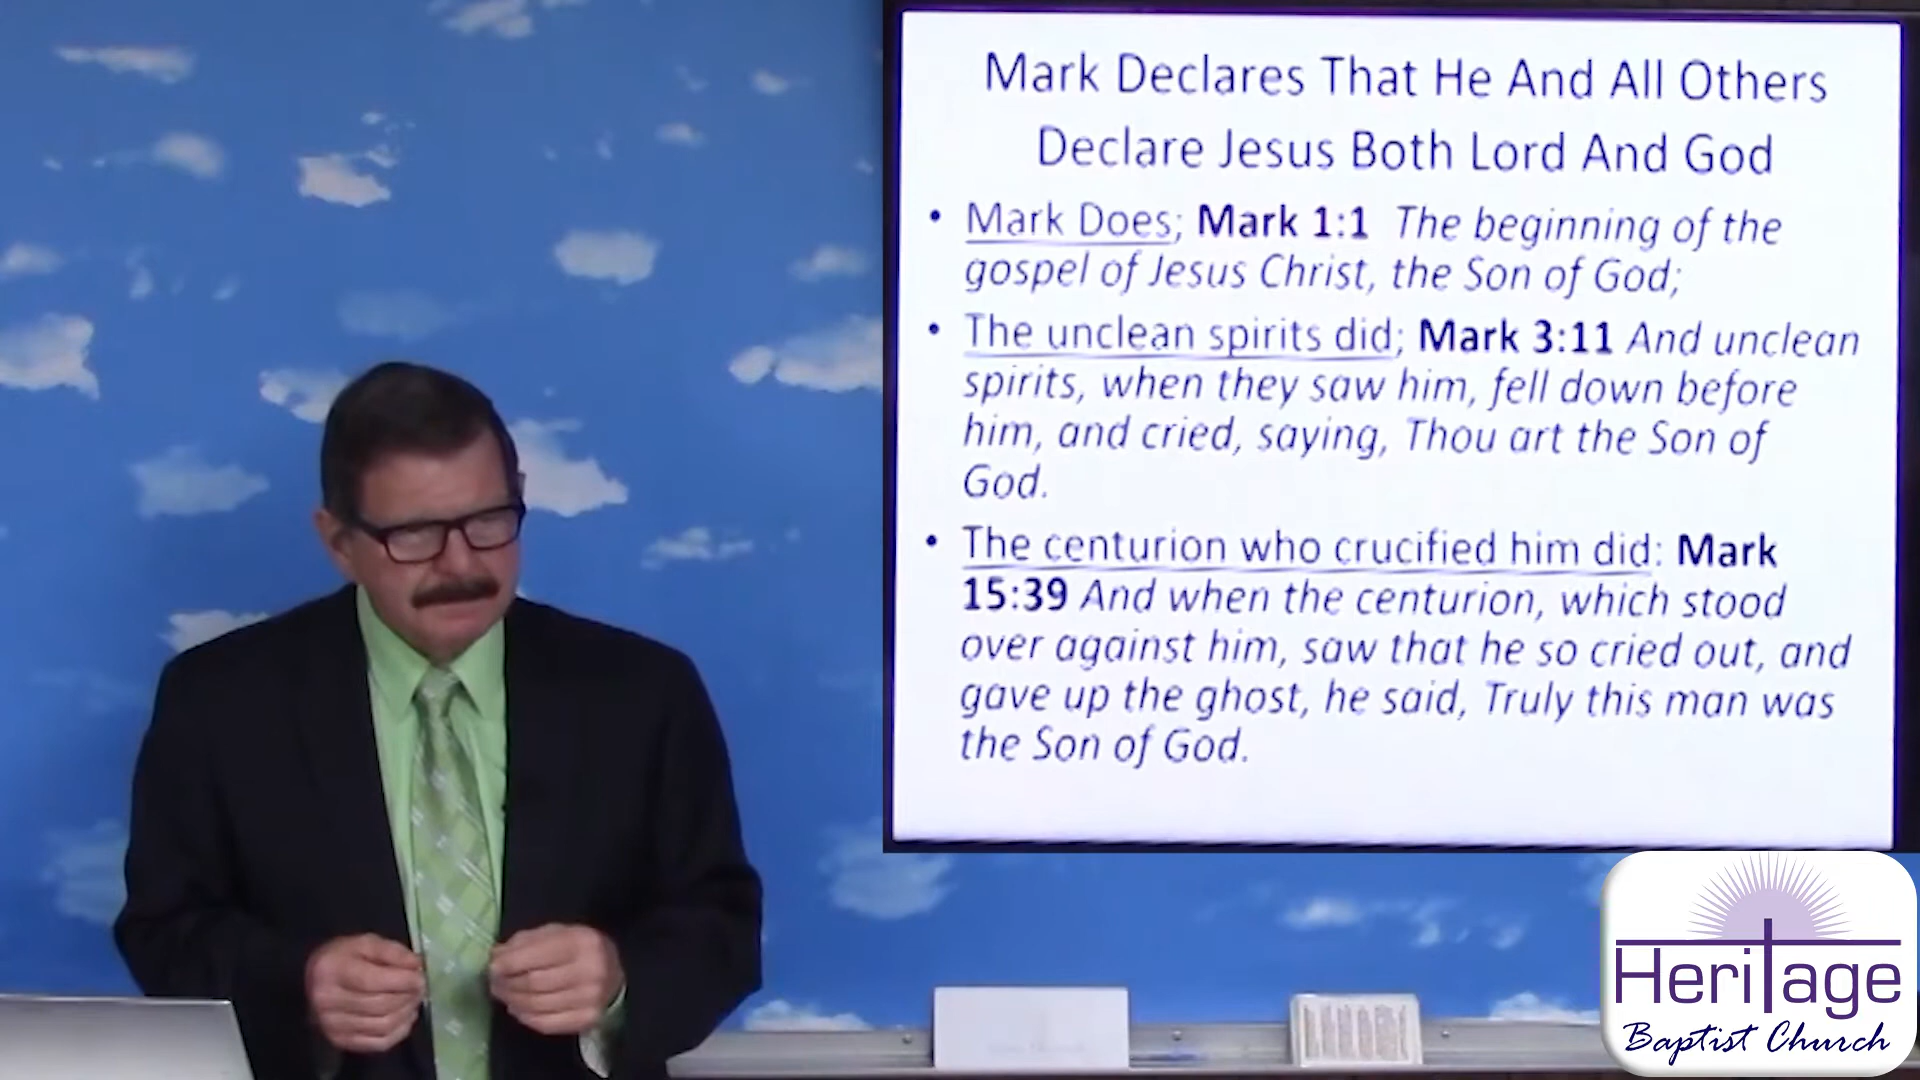 Mark Declares That He And All Others
Declare Jesus Both Lord And God
• Mark Does; Mark 1:1 The beginning of the
gospel of Jesus Christ, the Son of God;
• The unclean spirits did; Mark 3:11 And unclean
spirits, when they saw him, fell down before
him, and cried, saying, Thou art the Son of
God.
• The centurion who crucified him did: Mark
15:39 And when the centurion, which stood
over against him, saw that he so cried out, and
gave up the ghost, he said, Truly this man was
the Son of God.
Heritage
Baptist Church